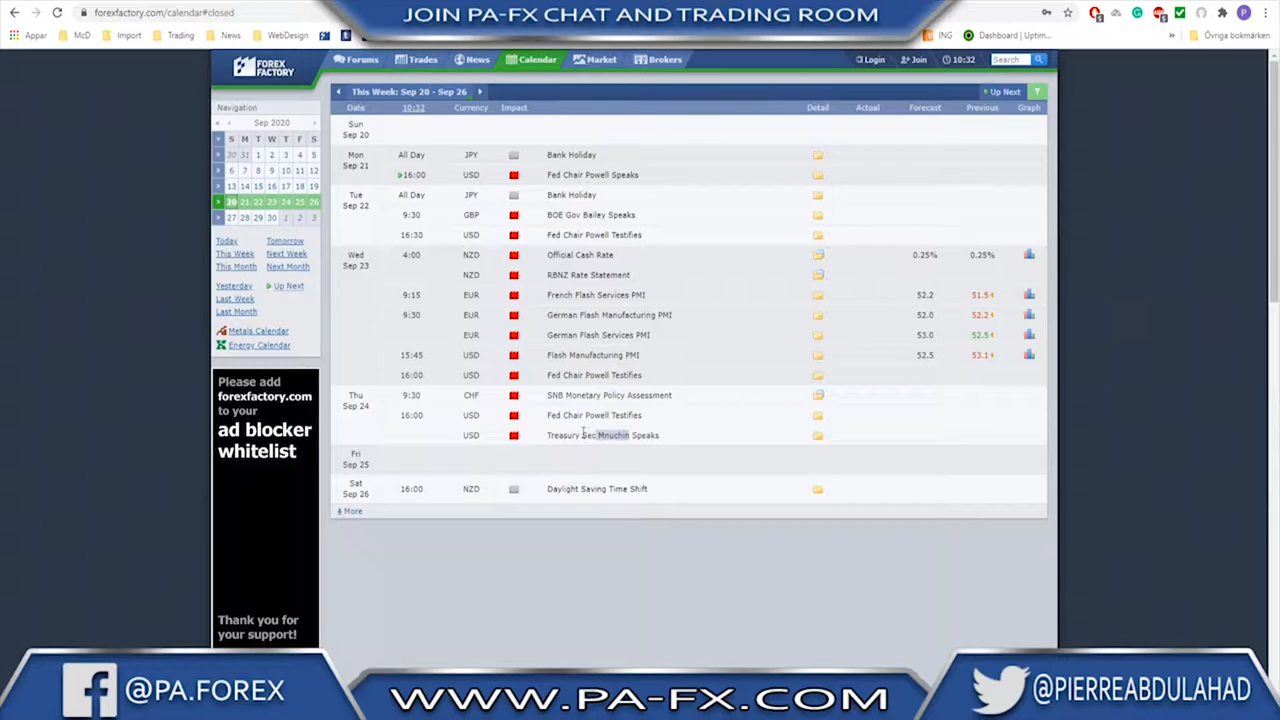 JOIN PA-FX CHAT AND TRADING ROOM
forexfactory.com/calendar#closed
Appar McD Import Trading News WebDesign ING Dashboard | Uptim... » Övriga bokmärken
FOREX FACTORY
Forums Trades News Calendar Market Brokers Login Join 10:32 Search
Navigation
Sep 2020
S M T W T F S
30 31 1 2 3 4 5
6 7 8 9 10 11 12
13 14 15 16 17 18 19
20 21 22 23 24 25 26
27 28 29 30 1 2 3
Today Tomorrow
This Week Next Week
This Month Next Month
Yesterday Up Next
Last Week
Last Month
Metals Calendar
Energy Calendar
Please add
forexfactory.com
to your
ad blocker
whitelist
Thank you for
your support!
This Week: Sep 20 - Sep 26 Up Next
Date 10:32 Currency Impact Detail Actual Forecast Previous Graph
Sun
Sep 20
Mon
Sep 21
All Day JPY Bank Holiday
16:00 USD Fed Chair Powell Speaks
Tue
Sep 22
All Day JPY Bank Holiday
9:30 GBP BOE Gov Bailey Speaks
16:30 USD Fed Chair Powell Testifies
Wed
Sep 23
4:00 NZD Official Cash Rate 0.25% 0.25%
NZD RBNZ Rate Statement
9:15 EUR French Flash Services PMI 52.2 51.5
9:30 EUR German Flash Manufacturing PMI 52.0 52.2
EUR German Flash Services PMI 53.0 52.5
15:45 USD Flash Manufacturing PMI 52.5 53.1
16:00 USD Fed Chair Powell Testifies
Thu
Sep 24
9:30 CHF SNB Monetary Policy Assessment
16:00 USD Fed Chair Powell Testifies
USD Treasury Sec Mnuchin Speaks
Fri
Sep 25
Sat
Sep 26
16:00 NZD Daylight Saving Time Shift
More
@PA.FOREX
WWW.PA-FX.COM
@PIERREABDULAHAD